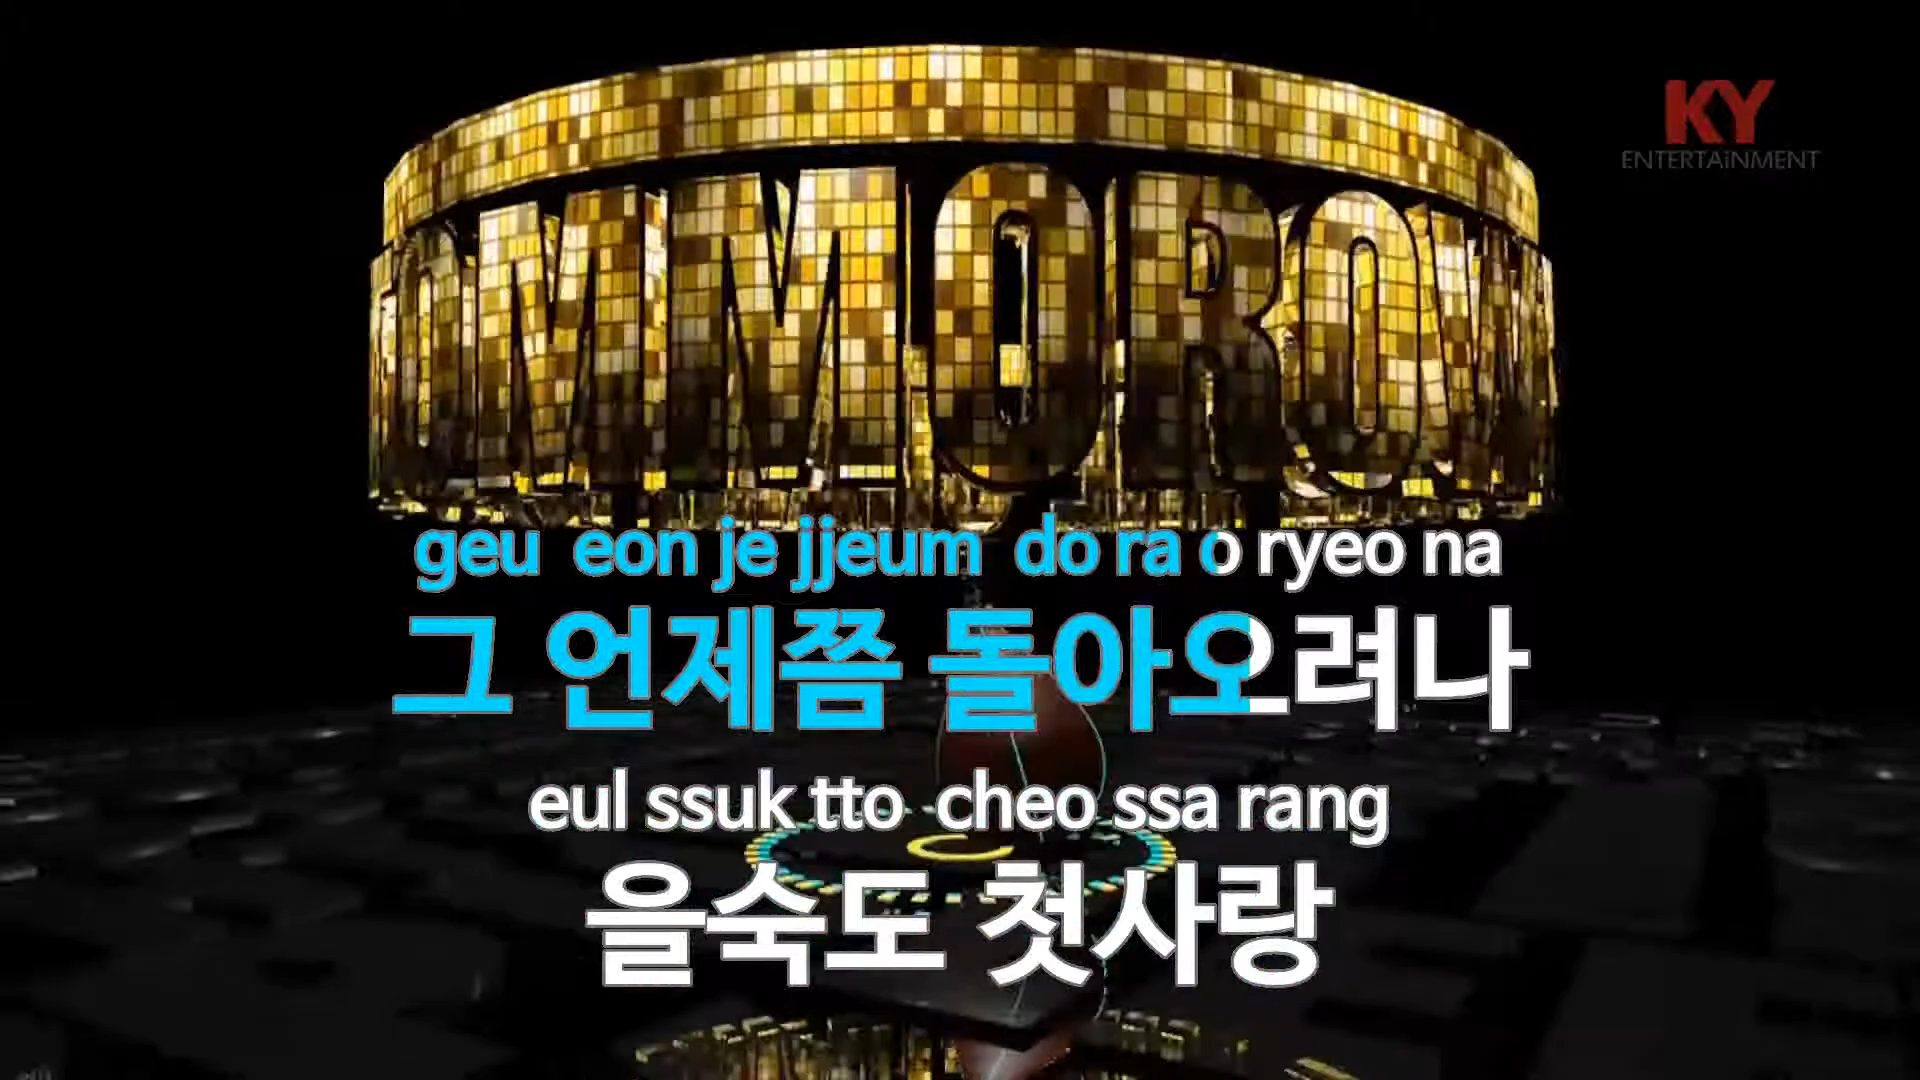 KY
ENTERTAiNMENT
OMMOROW
geu eon je jjeum do ra o ryeo na
그 언제쯤 돌아오려나
eul ssuk tto cheo ssa rang
을숙도 첫사랑